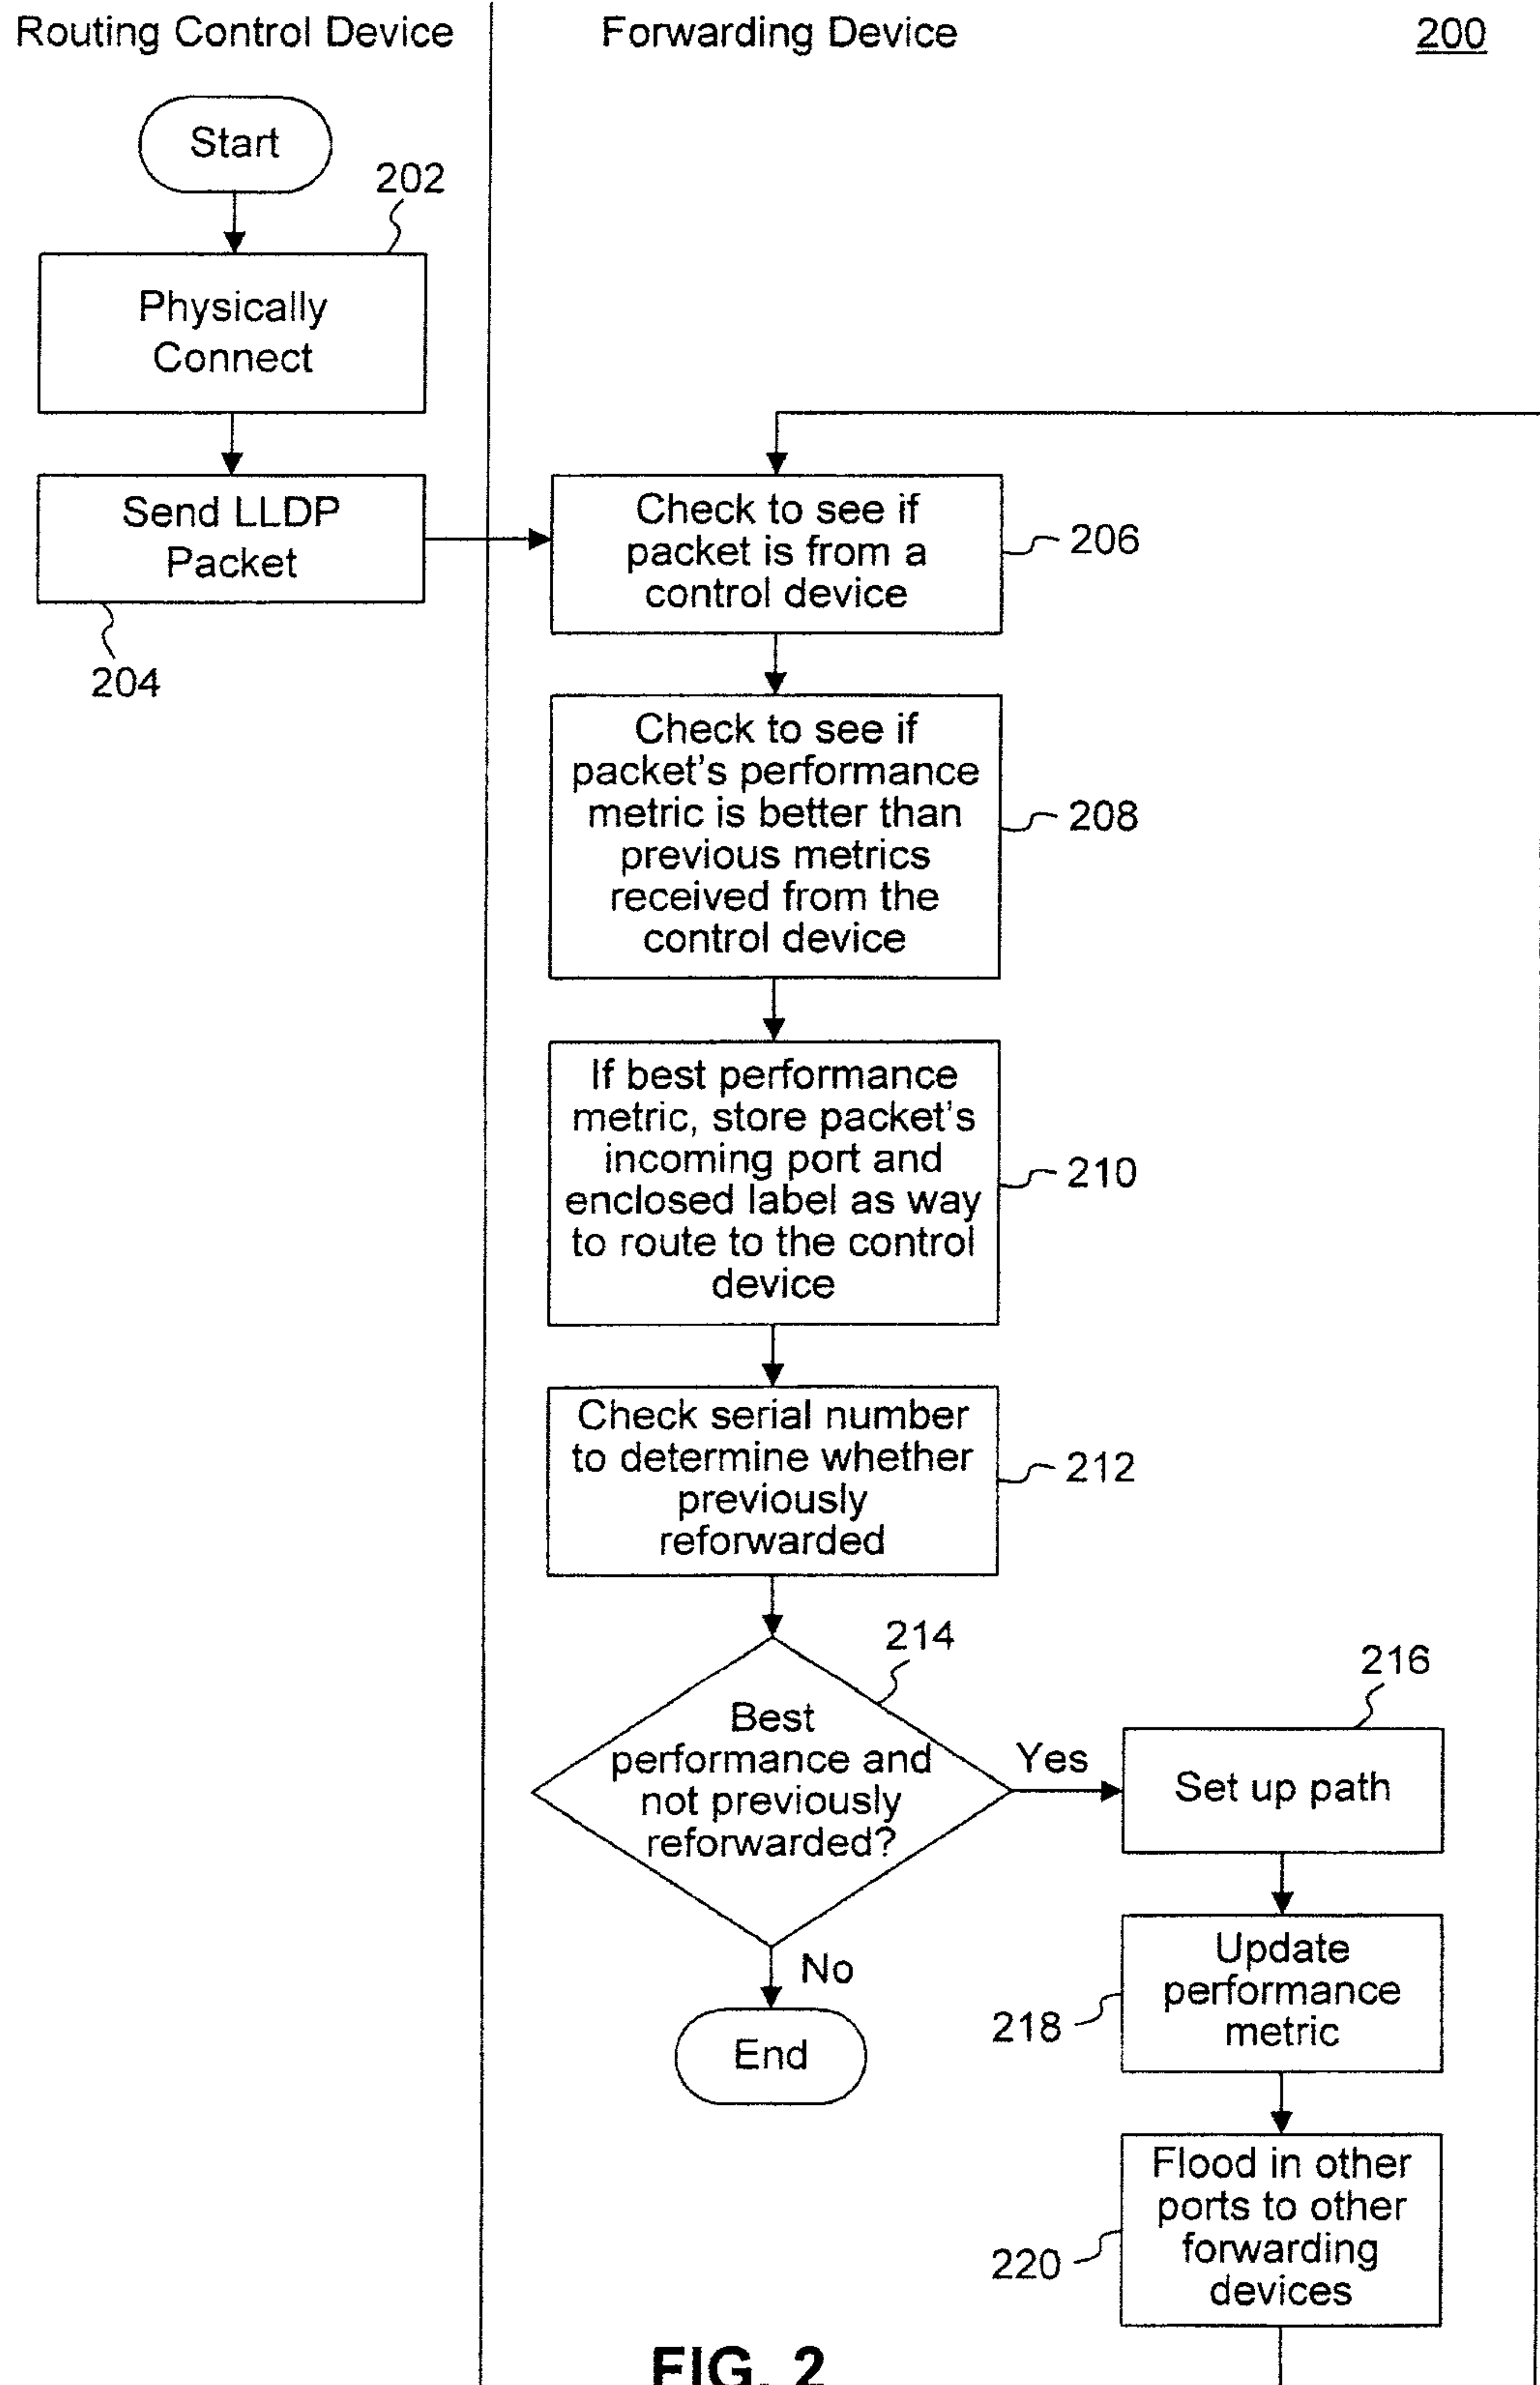 Routing Control Device
Forwarding Device
200
Start
202
Physically
Connect
Send LLDP
Packet
204
Check to see if
packet is from a
control device
206
Check to see if
packet's performance
metric is better than
previous metrics
received from the
control device
208
If best performance
metric, store packet's
incoming port and
enclosed label as way
to route to the control
device
210
Check serial number
to determine whether
previously
reforwarded
212
214
Best
performance and
not previously
reforwarded?
Yes
216
Set up path
No
End
Update
performance
metric
218
Flood in other
ports to other
forwarding
devices
220
FIG. 2